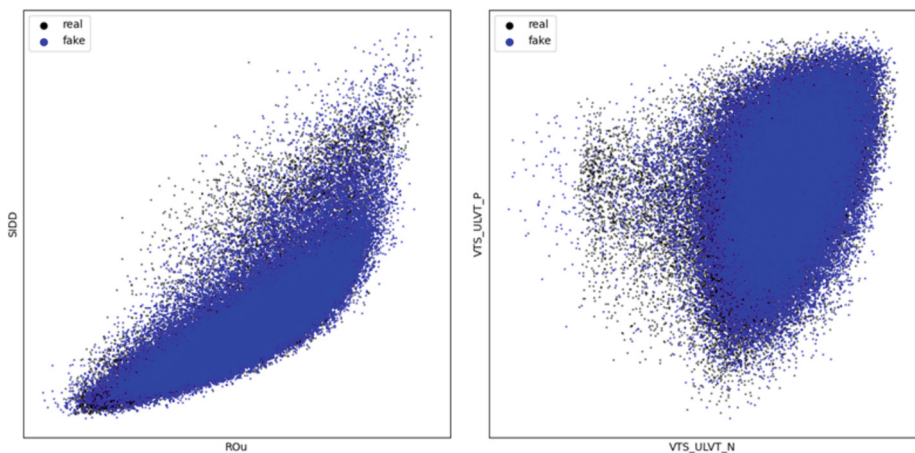 real
fake
SIDD
ROu
real
fake
VTS_ULVT_P
VTS_ULVT_N